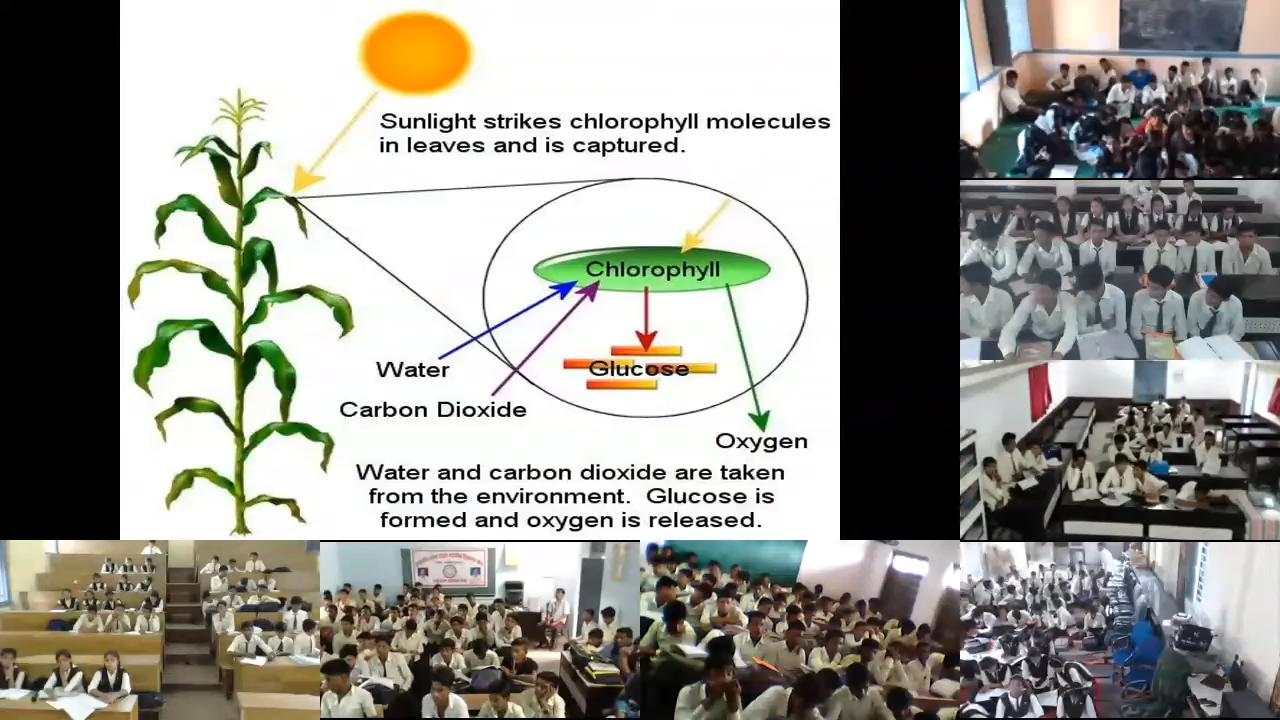 Sunlight strikes chlorophyll molecules
in leaves and is captured.
Chlorophyll
Water
Glucose
Carbon Dioxide
Oxygen
Water and carbon dioxide are taken
from the environment. Glucose is
formed and oxygen is released.